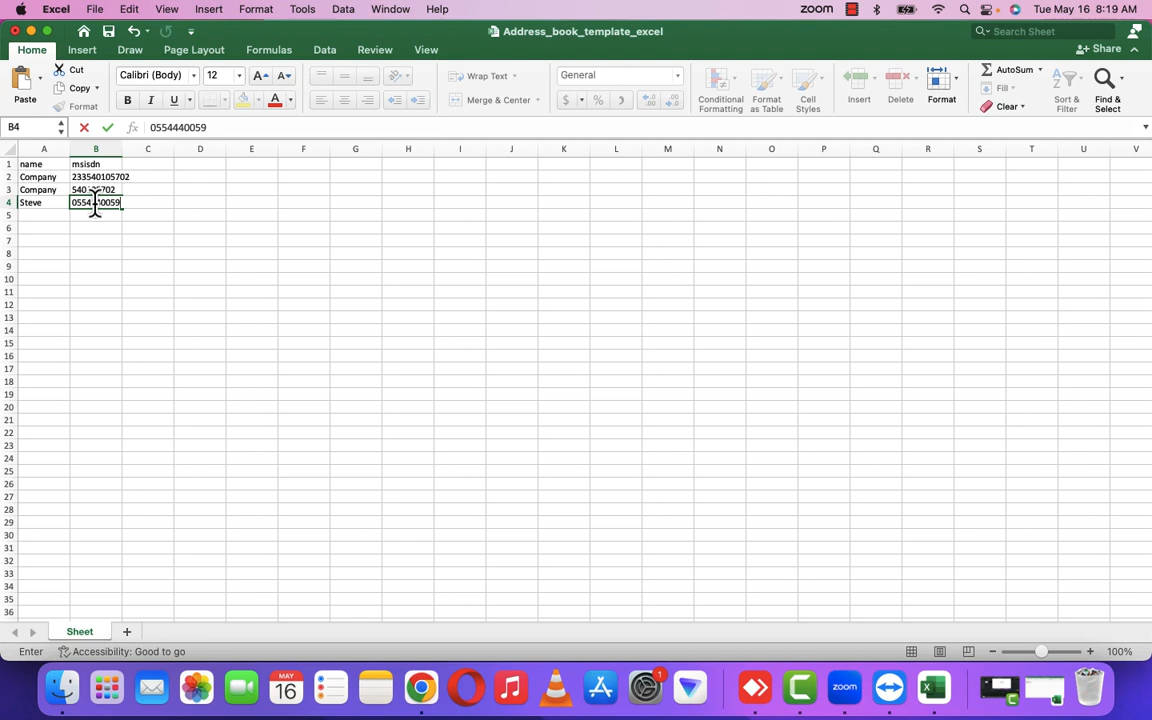 Excel File Edit View Insert Format Tools Data Window Help zoom Tue May 16 8:19 AM
Address_book_template_excel Search Sheet
Home Insert Draw Page Layout Formulas Data Review View Share
Paste Cut Copy Format
Calibri (Body) 12
B I U A
Wrap Text
Merge & Center
General
$ %
Conditional Formatting
Format as Table
Cell Styles
Insert Delete Format
AutoSum
Fill
Clear
Sort & Filter
Find & Select
B4 fx 0554440059
A B C D E F G H I J K L M N O P Q R S T U V
1 name msisdn
2 Company 233540105702
3 Company
4 Steve
5
6
7
8
9
10
11
12
13
14
15
16
17
18
19
20
21
22
23
24
25
26
27
28
29
30
31
32
33
34
35
36
Sheet
Enter Accessibility: Good to go 100%
MAY 16 zoom 1